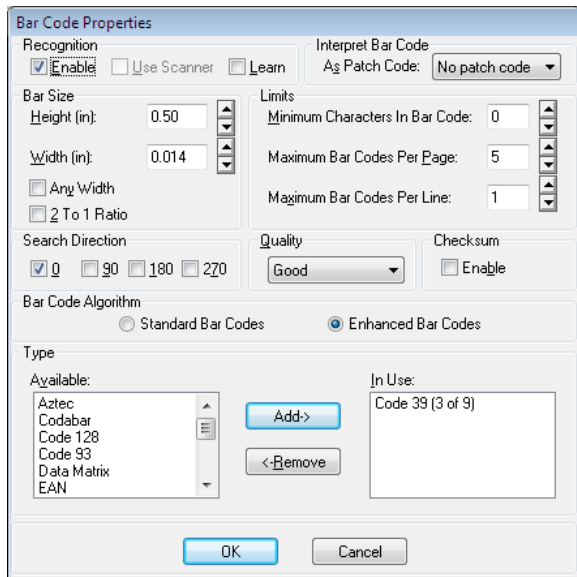 Bar Code Properties
Recognition
Enable Use Scanner Learn
Interpret Bar Code
As Patch Code: No patch code
Bar Size
Height (in): 0.50
Width (in): 0.014
Any Width
2 To 1 Ratio
Limits
Minimum Characters In Bar Code: 0
Maximum Bar Codes Per Page: 5
Maximum Bar Codes Per Line: 1
Search Direction
0 90 180 270
Quality
Good
Checksum
Enable
Bar Code Algorithm
Standard Bar Codes Enhanced Bar Codes
Type
Available:
Aztec
Codabar
Code 128
Code 93
Data Matrix
EAN
Add->
<-Remove
In Use:
Code 39 (3 of 9)
OK Cancel